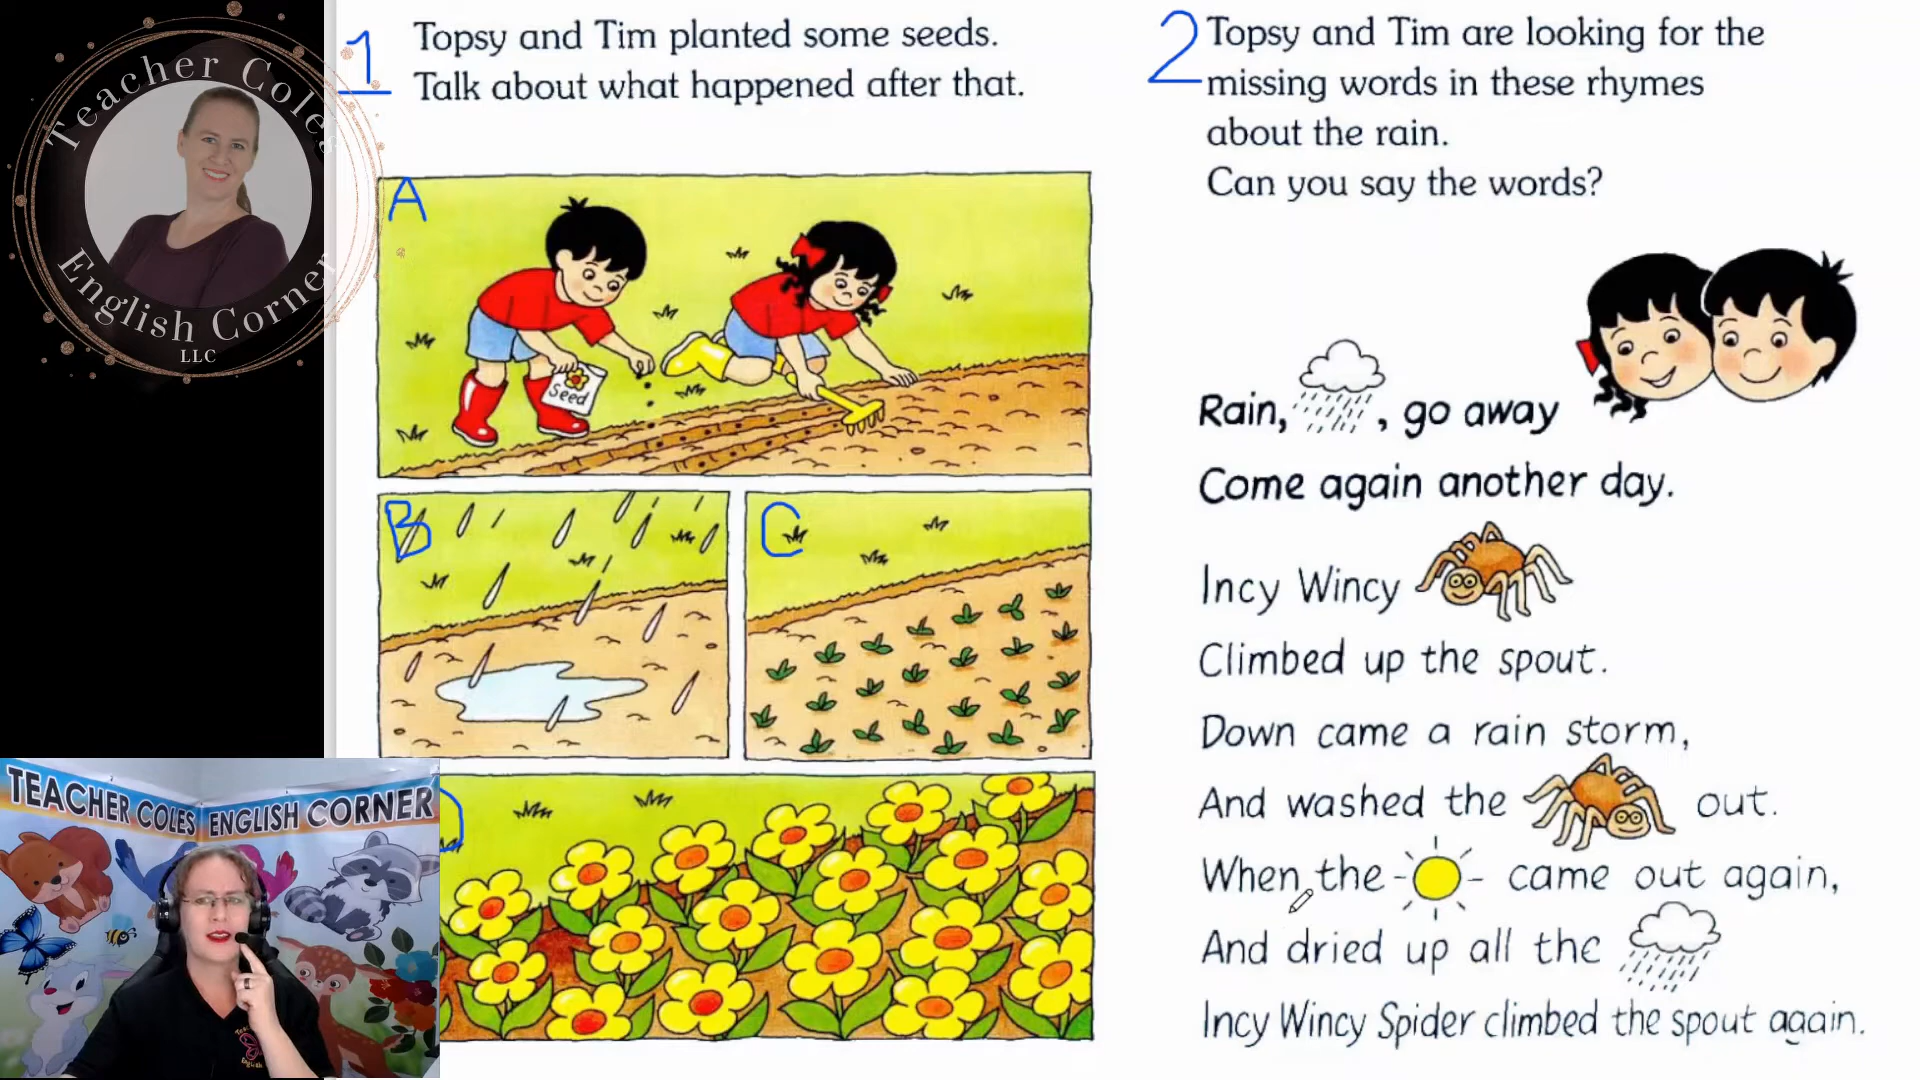 Teacher Coles
English Corner
LLC
1
Topsy and Tim planted some seeds.
Talk about what happened after that.
A
Seed
B
C
D
TEACHER COLES ENGLISH CORNER
2
Topsy and Tim are looking for the
missing words in these rhymes
about the rain.
Can you say the words?
Rain, , go away
Come again another day.
Incy Wincy
Climbed up the spout.
Down came a rain storm,
And washed the out.
When the came out again,
And dried up all the
Incy Wincy Spider climbed the spout again.